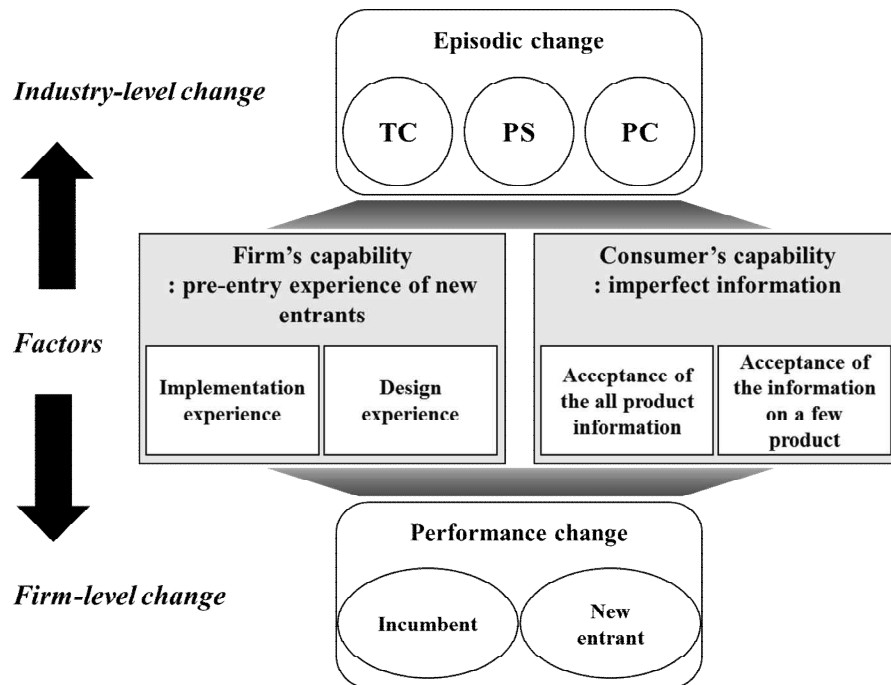 Episodic change
Industry-level change
TC
PS
PC
Firm's capability
: pre-entry experience of new
entrants
Consumer's capability
: imperfect information
Factors
Implementation
experience
Design
experience
Acceptance of
the all product
information
Acceptance of
the information
on a few
product
Performance change
Firm-level change
Incumbent
New
entrant